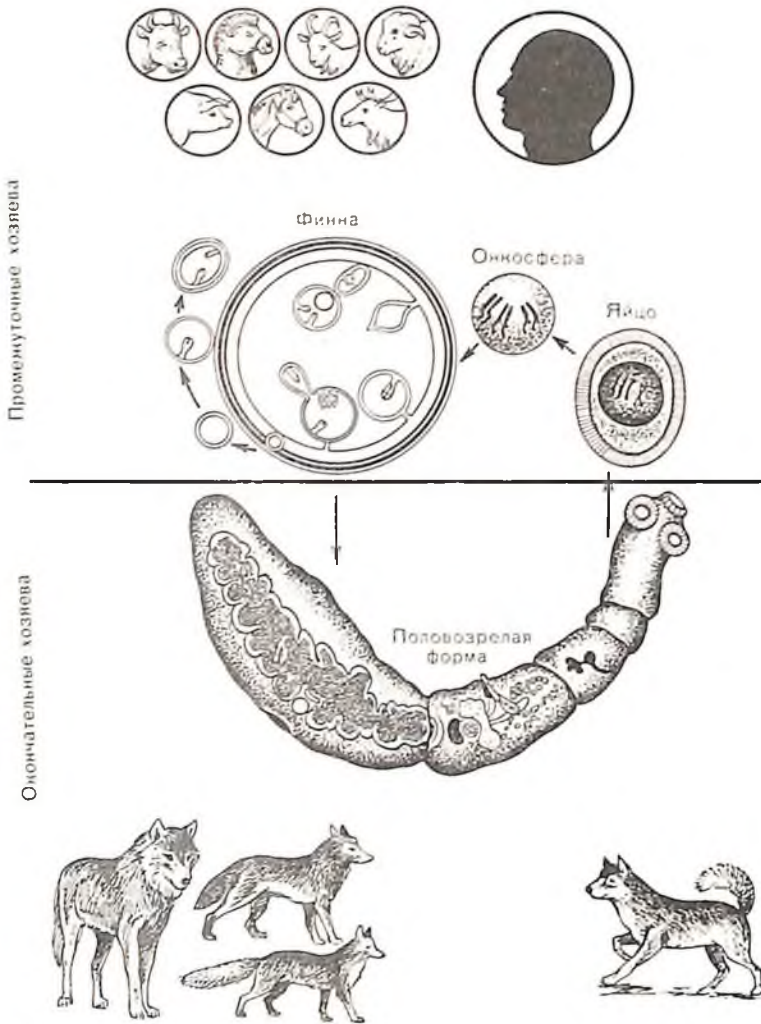 Промежуточные хозяева
Финна
Онкосфера
Яйцо
Окончательные хозяева
Половозрелая
форма